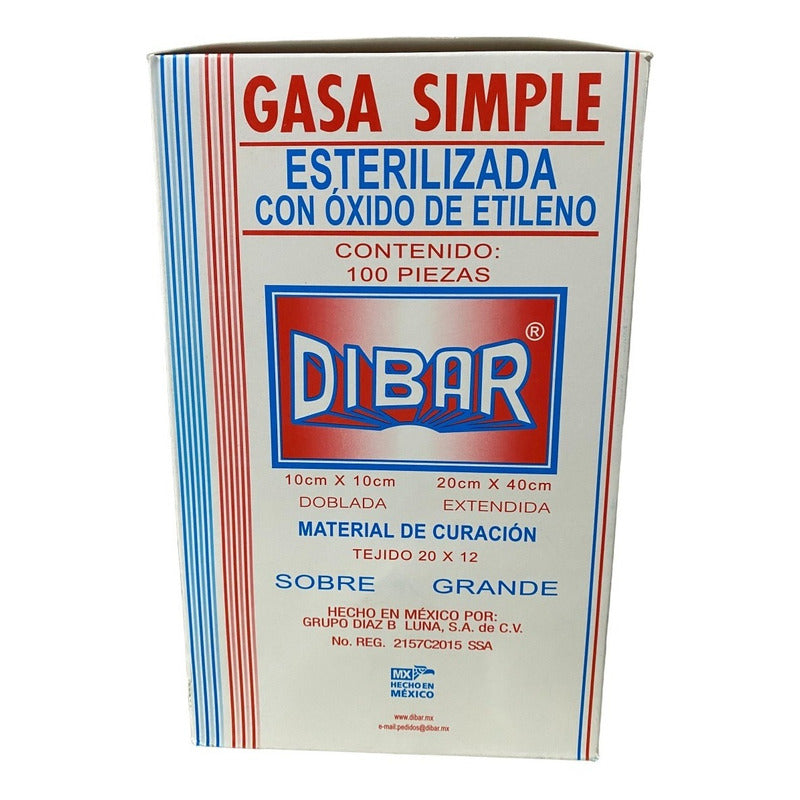 GASA SIMPLE
ESTERILIZADA
CON ÓXIDO DE ETILENO
CONTENIDO:
100 PIEZAS
DIBAR®
10cm X 10cm 20cm X 40cm
DOBLADA EXTENDIDA
MATERIAL DE CURACIÓN
TEJIDO 20 X 12
SOBRE GRANDE
HECHO EN MÉXICO POR:
GRUPO DIAZ B LUNA, S.A. de C.V.
No. REG. 2157C2015 SSA
MX
HECHO EN
MÉXICO
www.dibar.mx
e-mail.pedidos@dibar.mx